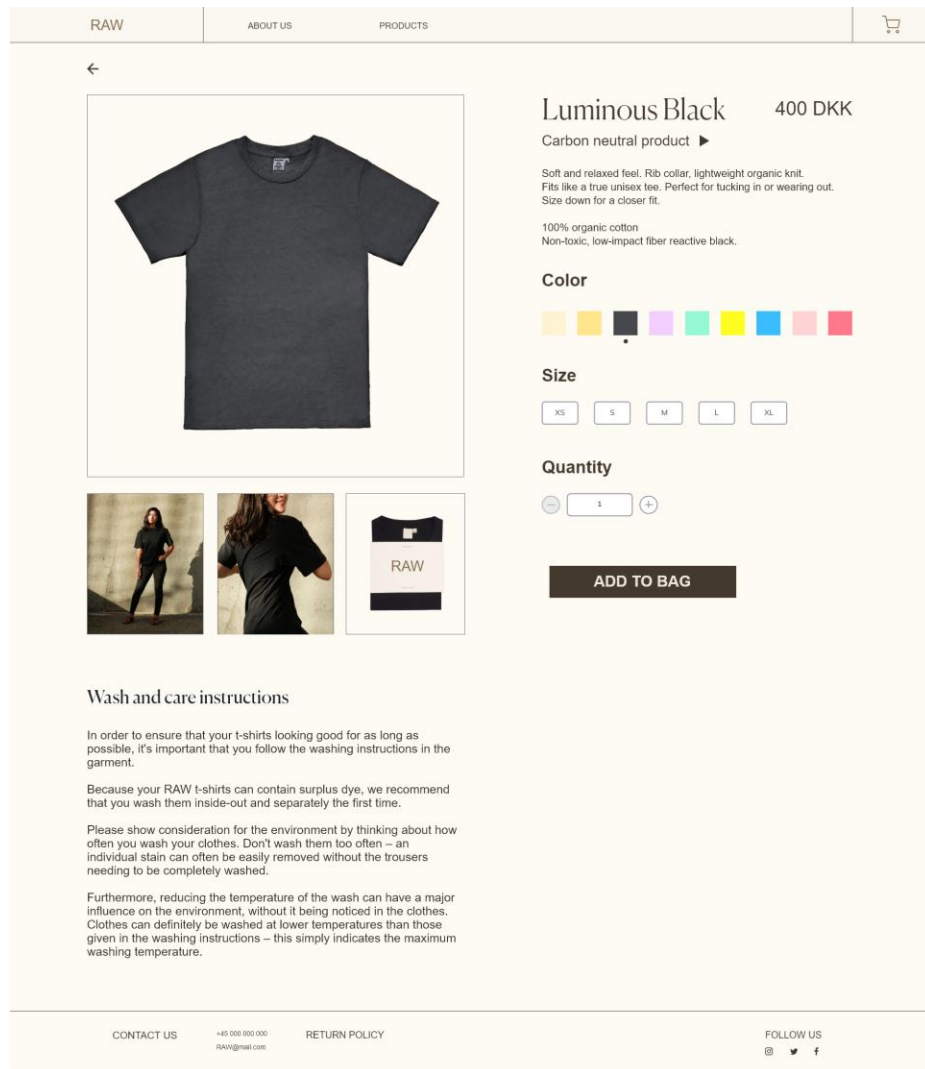 RAW
ABOUT US
PRODUCTS
Luminous Black
400 DKK
Carbon neutral product
Soft and relaxed feel. Rib collar, lightweight organic knit.
Fits like a true unisex tee. Perfect for tucking in or wearing out.
Size down for a closer fit.
100% organic cotton
Non-toxic, low-impact fiber reactive black.
Color
Size
XS
S
M
L
XL
Quantity
1
RAW
ADD TO BAG
Wash and care instructions
In order to ensure that your t-shirts looking good for as long as
possible, it's important that you follow the washing instructions in the
garment.
Because your RAW t-shirts can contain surplus dye, we recommend
that you wash them inside-out and separately the first time.
Please show consideration for the environment by thinking about how
often you wash your clothes. Don't wash them too often – an
individual stain can often be easily removed without the trousers
needing to be completely washed.
Furthermore, reducing the temperature of the wash can have a major
influence on the environment, without it being noticed in the clothes.
Clothes can definitely be washed at lower temperatures than those
given in the washing instructions – this simply indicates the maximum
washing temperature.
CONTACT US
+45 000 000 000
RAW@mail.com
RETURN POLICY
FOLLOW US